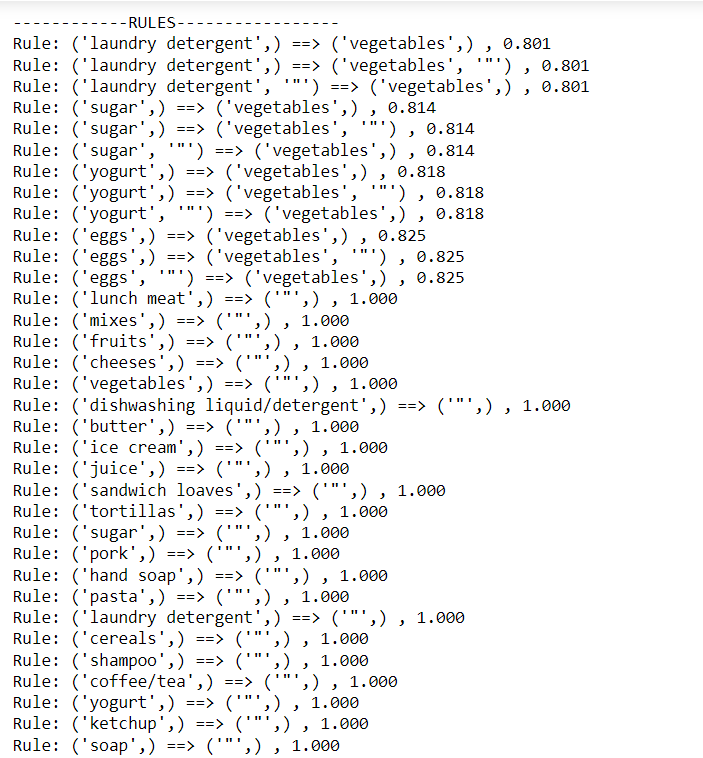 ------------RULES-----------------
Rule: ('laundry detergent',) ==> ('vegetables',) , 0.801
Rule: ('laundry detergent',) ==> ('vegetables', '"') , 0.801
Rule: ('laundry detergent', '"') ==> ('vegetables',) , 0.801
Rule: ('sugar',) ==> ('vegetables',) , 0.814
Rule: ('sugar',) ==> ('vegetables', '"') , 0.814
Rule: ('sugar', '"') ==> ('vegetables',) , 0.814
Rule: ('yogurt',) ==> ('vegetables',) , 0.818
Rule: ('yogurt',) ==> ('vegetables', '"') , 0.818
Rule: ('yogurt', '"') ==> ('vegetables',) , 0.818
Rule: ('eggs',) ==> ('vegetables',) , 0.825
Rule: ('eggs',) ==> ('vegetables', '"') , 0.825
Rule: ('eggs', '"') ==> ('vegetables',) , 0.825
Rule: ('lunch meat',) ==> ('"',) , 1.000
Rule: ('mixes',) ==> ('"',) , 1.000
Rule: ('fruits',) ==> ('"',) , 1.000
Rule: ('cheeses',) ==> ('"',) , 1.000
Rule: ('vegetables',) ==> ('"',) , 1.000
Rule: ('dishwashing liquid/detergent',) ==> ('"',) , 1.000
Rule: ('butter',) ==> ('"',) , 1.000
Rule: ('ice cream',) ==> ('"',) , 1.000
Rule: ('juice',) ==> ('"',) , 1.000
Rule: ('sandwich loaves',) ==> ('"',) , 1.000
Rule: ('tortillas',) ==> ('"',) , 1.000
Rule: ('sugar',) ==> ('"',) , 1.000
Rule: ('pork',) ==> ('"',) , 1.000
Rule: ('hand soap',) ==> ('"',) , 1.000
Rule: ('pasta',) ==> ('"',) , 1.000
Rule: ('laundry detergent',) ==> ('"',) , 1.000
Rule: ('cereals',) ==> ('"',) , 1.000
Rule: ('shampoo',) ==> ('"',) , 1.000
Rule: ('coffee/tea',) ==> ('"',) , 1.000
Rule: ('yogurt',) ==> ('"',) , 1.000
Rule: ('ketchup',) ==> ('"',) , 1.000
Rule: ('soap',) ==> ('"',) , 1.000